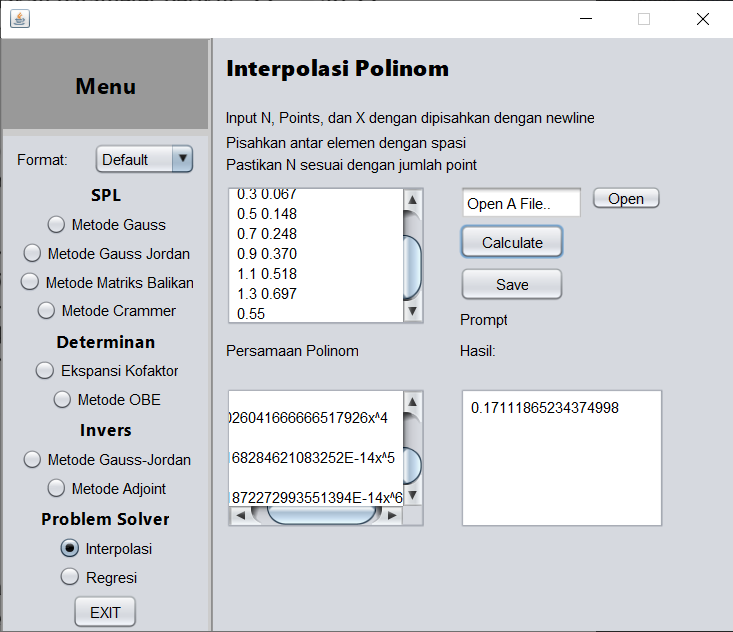 Menu
Format:
Default
SPL
Metode Gauss
Metode Gauss Jordan
Metode Matriks Balikan
Metode Crammer
Determinan
Ekspansi Kofaktor
Metode OBE
Invers
Metode Gauss-Jordan
Metode Adjoint
Problem Solver
Interpolasi
Regresi
EXIT
Interpolasi Polinom
Input N, Points, dan X dengan dipisahkan dengan newline
Pisahkan antar elemen dengan spasi
Pastikan N sesuai dengan jumlah point
0.3 0.067
0.5 0.148
0.7 0.248
0.9 0.370
1.1 0.518
1.3 0.697
0.55
Open A File..
Open
Calculate
Save
Prompt
Persamaan Polinom
Hasil:
026041666666517926x^4
168284621083252E-14x^5
1872272993551394E-14x^6
0.17111865234374998